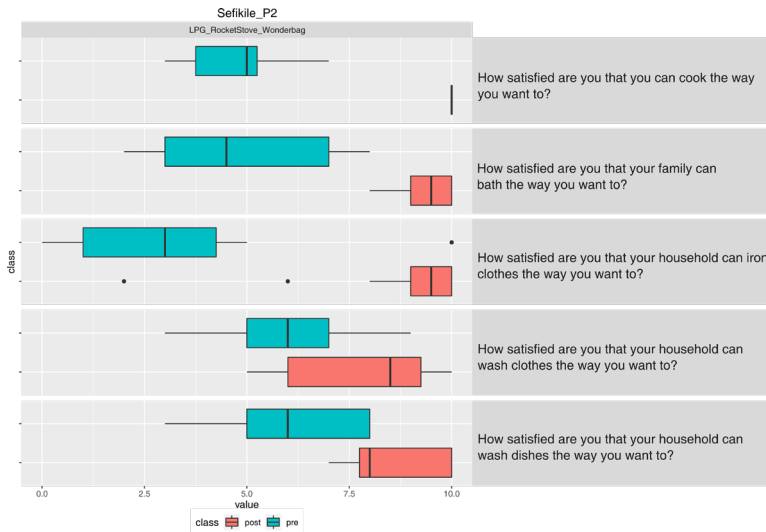 Sefikile_P2
LPG_RocketStove_Wonderbag
How satisfied are you that you can cook the way
you want to?
How satisfied are you that your family can
bath the way you want to?
How satisfied are you that your household can iron
clothes the way you want to?
How satisfied are you that your household can
wash clothes the way you want to?
How satisfied are you that your household can
wash dishes the way you want to?
class
0.0 2.5 5.0 7.5 10.0
value
class post pre